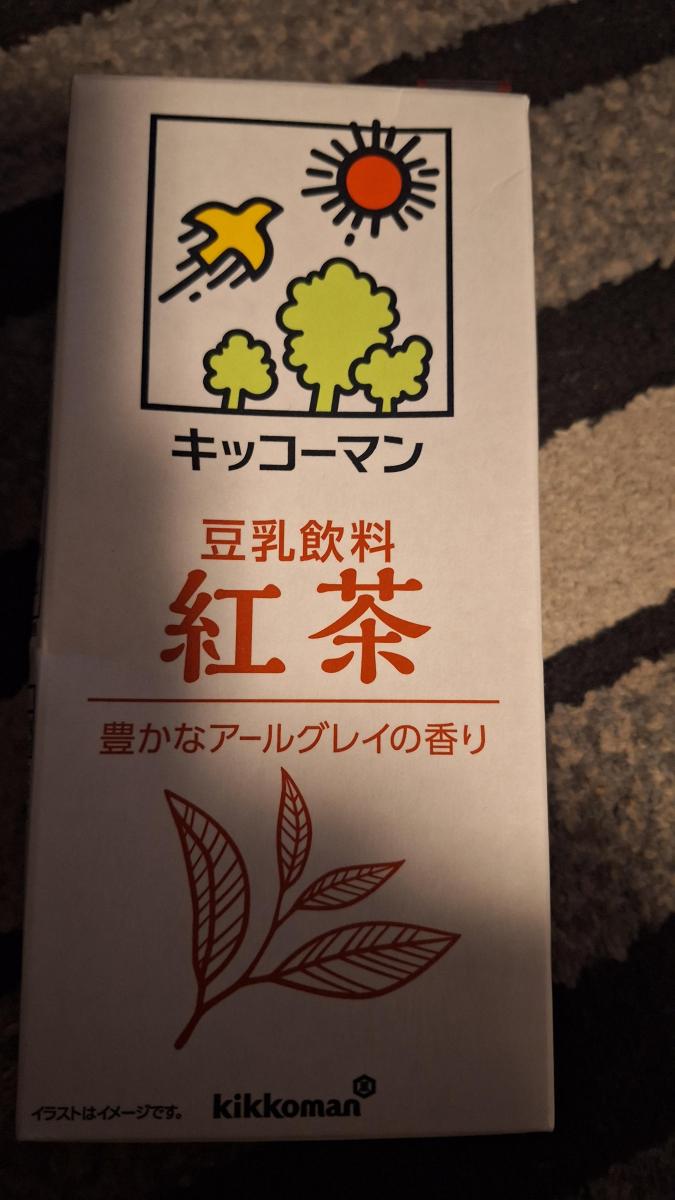 キッコーマン
豆乳飲料
紅茶
豊かなアールグレイの香り
イラストはイメージです。
kikkoman